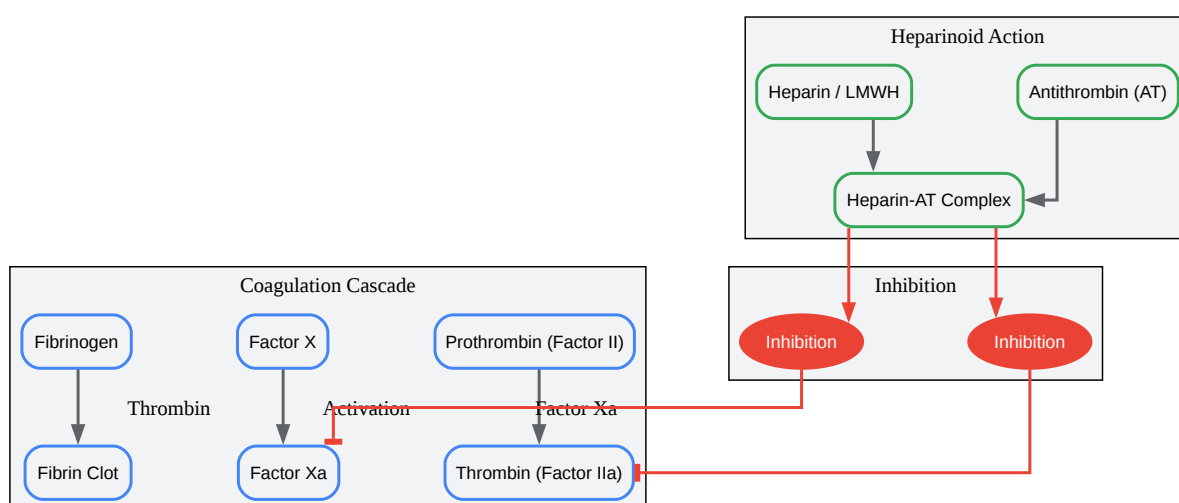 Heparinoid Action
Heparin / LMWH
Antithrombin (AT)
Heparin-AT Complex
Coagulation Cascade
Inhibition
Fibrinogen
Factor X
Prothrombin (Factor II)
Inhibition
Inhibition
Thrombin
Activation
Factor Xa
Fibrin Clot
Factor Xa
Thrombin (Factor IIa)